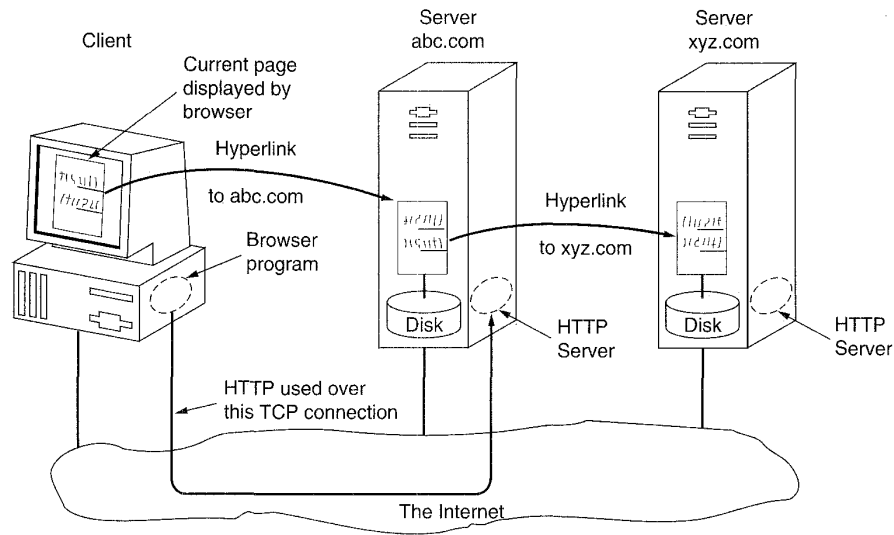 Client
Server
abc.com
Server
xyz.com
Current page
displayed by
browser
Hyperlink
to abc.com
Hyperlink
to xyz.com
Browser
program
Disk
HTTP
Server
Disk
HTTP
Server
HTTP used over
this TCP connection
The Internet